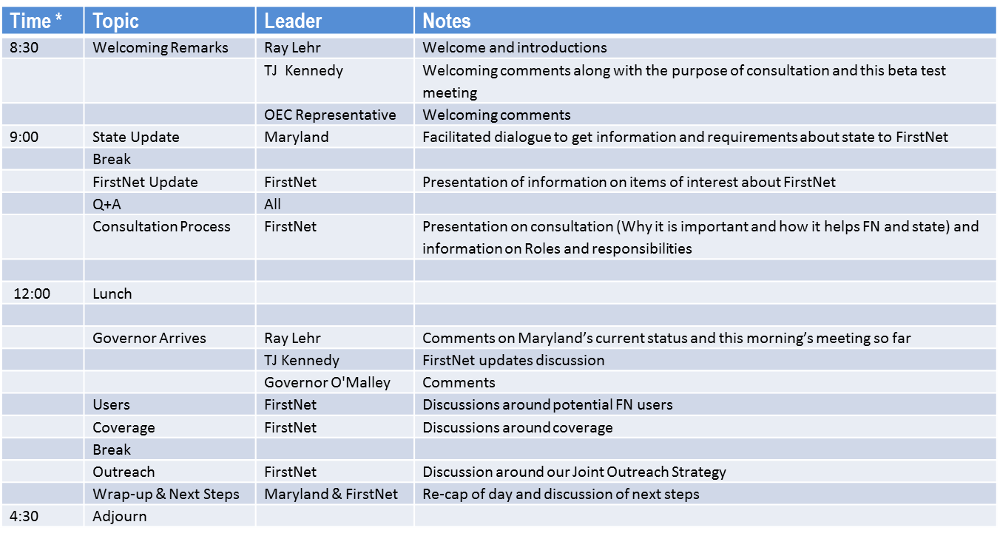 Time * Topic Leader Notes
8:30 Welcoming Remarks Ray Lehr Welcome and introductions
TJ Kennedy Welcoming comments along with the purpose of consultation and this beta test
meeting
OEC Representative Welcoming comments
9:00 State Update Maryland Facilitated dialogue to get information and requirements about state to FirstNet
Break
FirstNet Update FirstNet Presentation of information on items of interest about FirstNet
Q+A All
Consultation Process FirstNet Presentation on consultation (Why it is important and how it helps FN and state) and
information on Roles and responsibilities
12:00 Lunch
Governor Arrives Ray Lehr Comments on Maryland’s current status and this morning’s meeting so far
TJ Kennedy FirstNet updates discussion
Governor O'Malley Comments
Users FirstNet Discussions around potential FN users
Coverage FirstNet Discussions around coverage
Break
Outreach FirstNet Discussion around our Joint Outreach Strategy
Wrap-up & Next Steps Maryland & FirstNet Re-cap of day and discussion of next steps
4:30 Adjourn